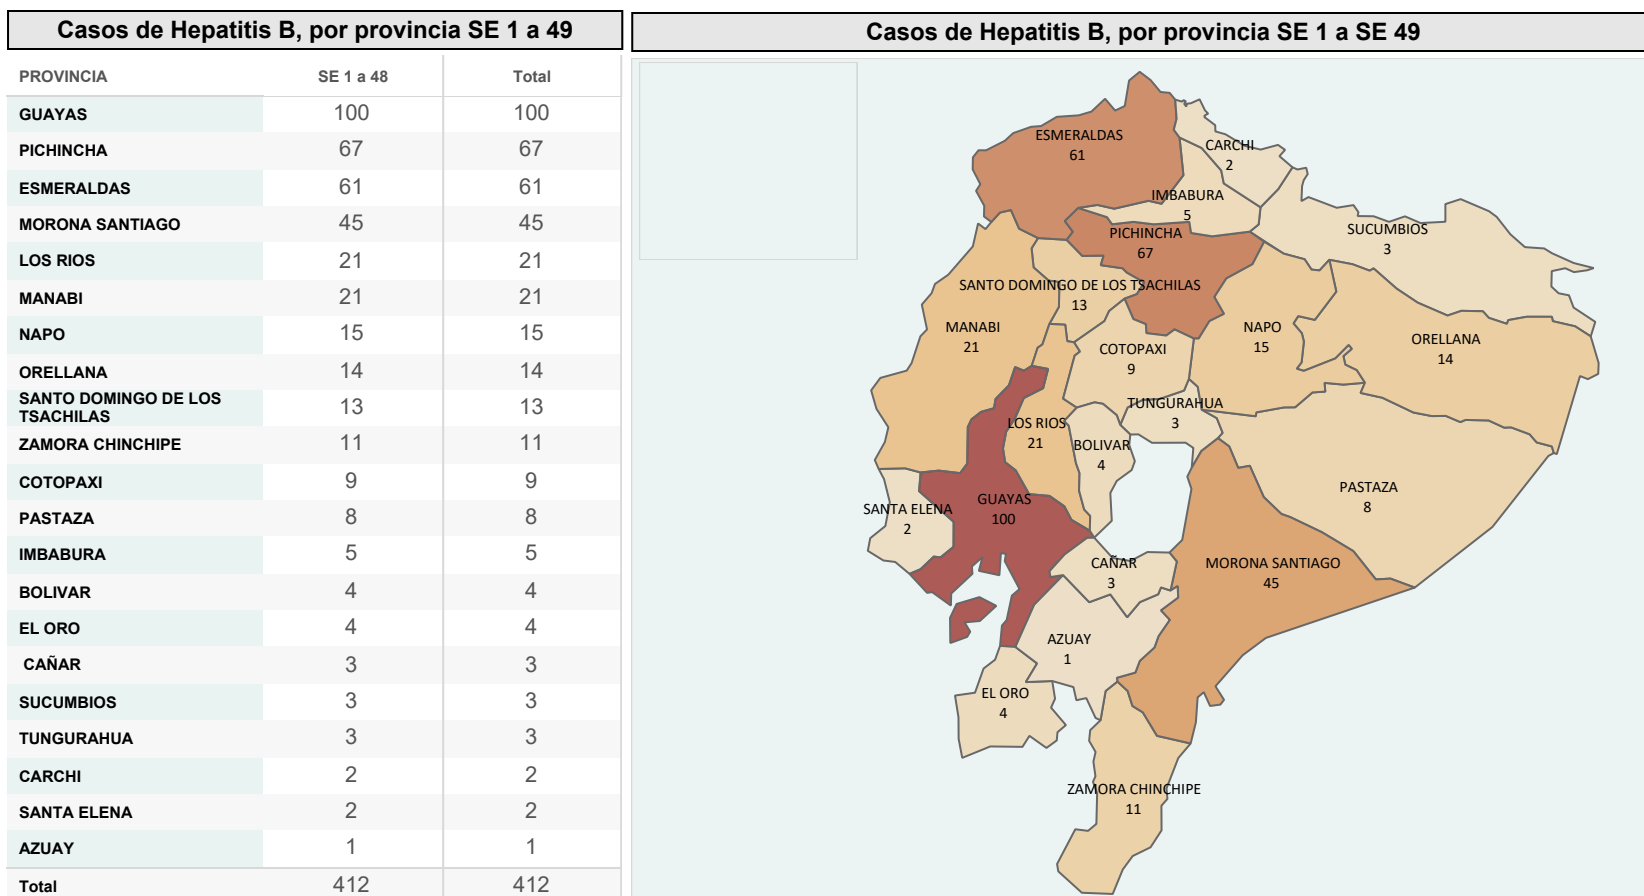 Casos de Hepatitis B, por provincia SE 1 a 49
PROVINCIA SE 1 a 48 Total
GUAYAS 100 100
PICHINCHA 67 67
ESMERALDAS 61 61
MORONA SANTIAGO 45 45
LOS RIOS 21 21
MANABI 21 21
NAPO 15 15
ORELLANA 14 14
SANTO DOMINGO DE LOS
TSACHILAS 13 13
ZAMORA CHINCHIPE 11 11
COTOPAXI 9 9
PASTAZA 8 8
IMBABURA 5 5
BOLIVAR 4 4
EL ORO 4 4
CAÑAR 3 3
SUCUMBIOS 3 3
TUNGURAHUA 3 3
CARCHI 2 2
SANTA ELENA 2 2
AZUAY 1 1
Total 412 412
Casos de Hepatitis B, por provincia SE 1 a SE 49
ESMERALDAS
61
CARCHI
2
IMBABURA
5
SUCUMBIOS
3
PICHINCHA
67
SANTO DOMINGO DE LOS TSACHILAS
13
MANABI
21
COTOPAXI
9
NAPO
15
ORELLANA
14
TUNGURAHUA
3
LOS RIOS
21
BOLIVAR
4
PASTAZA
8
SANTA ELENA
2
GUAYAS
100
CAÑAR
3
MORONA SANTIAGO
45
AZUAY
1
EL ORO
4
ZAMORA CHINCHIPE
11